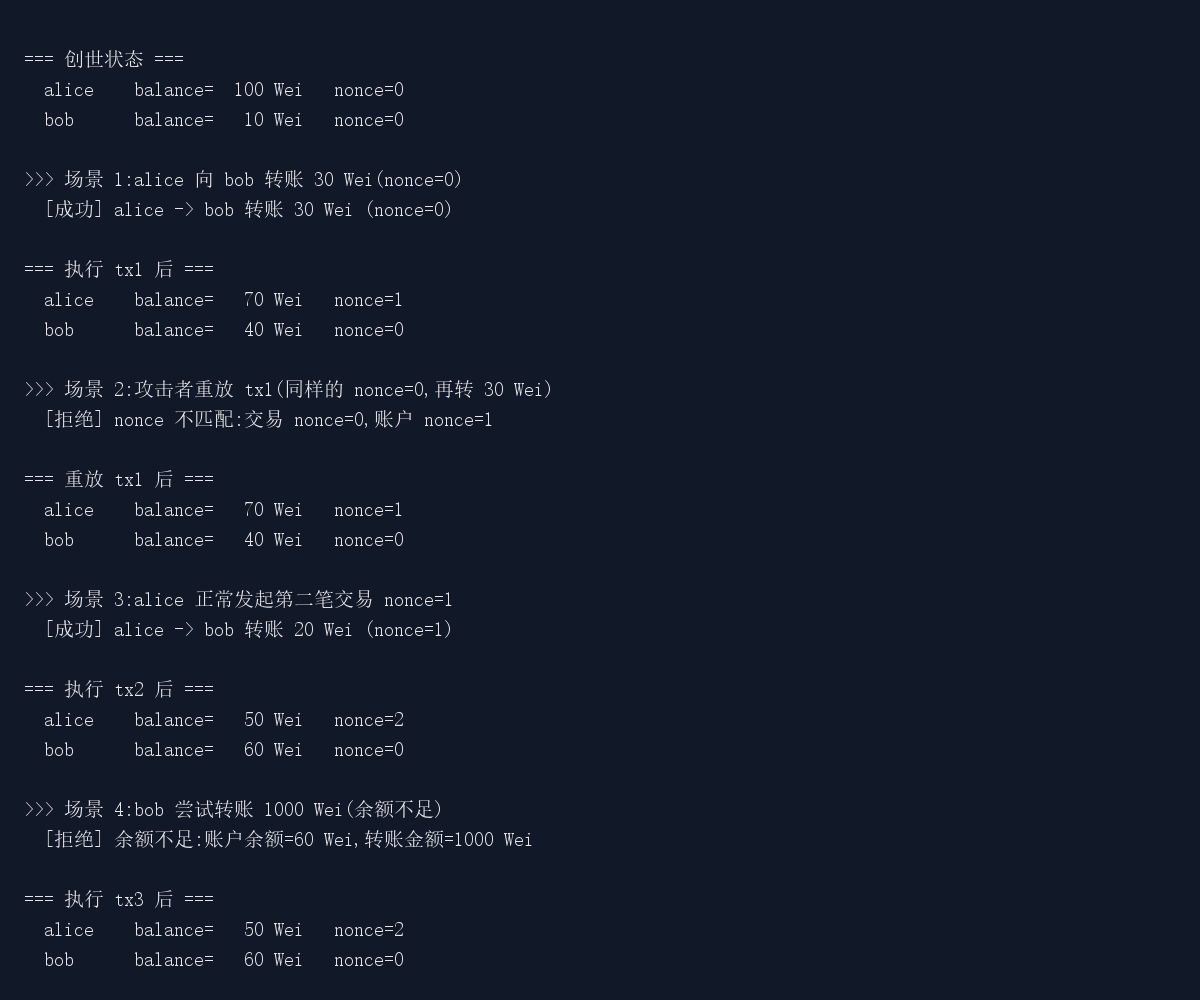 === 创世状态 ===
alice    balance=  100 Wei   nonce=0
bob      balance=   10 Wei   nonce=0
>>> 场景 1:alice 向 bob 转账 30 Wei(nonce=0)
[成功] alice -> bob 转账 30 Wei (nonce=0)
=== 执行 tx1 后 ===
alice    balance=   70 Wei   nonce=1
bob      balance=   40 Wei   nonce=0
>>> 场景 2:攻击者重放 tx1(同样的 nonce=0,再转 30 Wei)
[拒绝] nonce 不匹配:交易 nonce=0,账户 nonce=1
=== 重放 tx1 后 ===
alice    balance=   70 Wei   nonce=1
bob      balance=   40 Wei   nonce=0
>>> 场景 3:alice 正常发起第二笔交易 nonce=1
[成功] alice -> bob 转账 20 Wei (nonce=1)
=== 执行 tx2 后 ===
alice    balance=   50 Wei   nonce=2
bob      balance=   60 Wei   nonce=0
>>> 场景 4:bob 尝试转账 1000 Wei(余额不足)
[拒绝] 余额不足:账户余额=60 Wei,转账金额=1000 Wei
=== 执行 tx3 后 ===
alice    balance=   50 Wei   nonce=2
bob      balance=   60 Wei   nonce=0